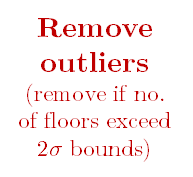 Remove
outliers
(remove if no.
of floors exceed
2σ bounds)